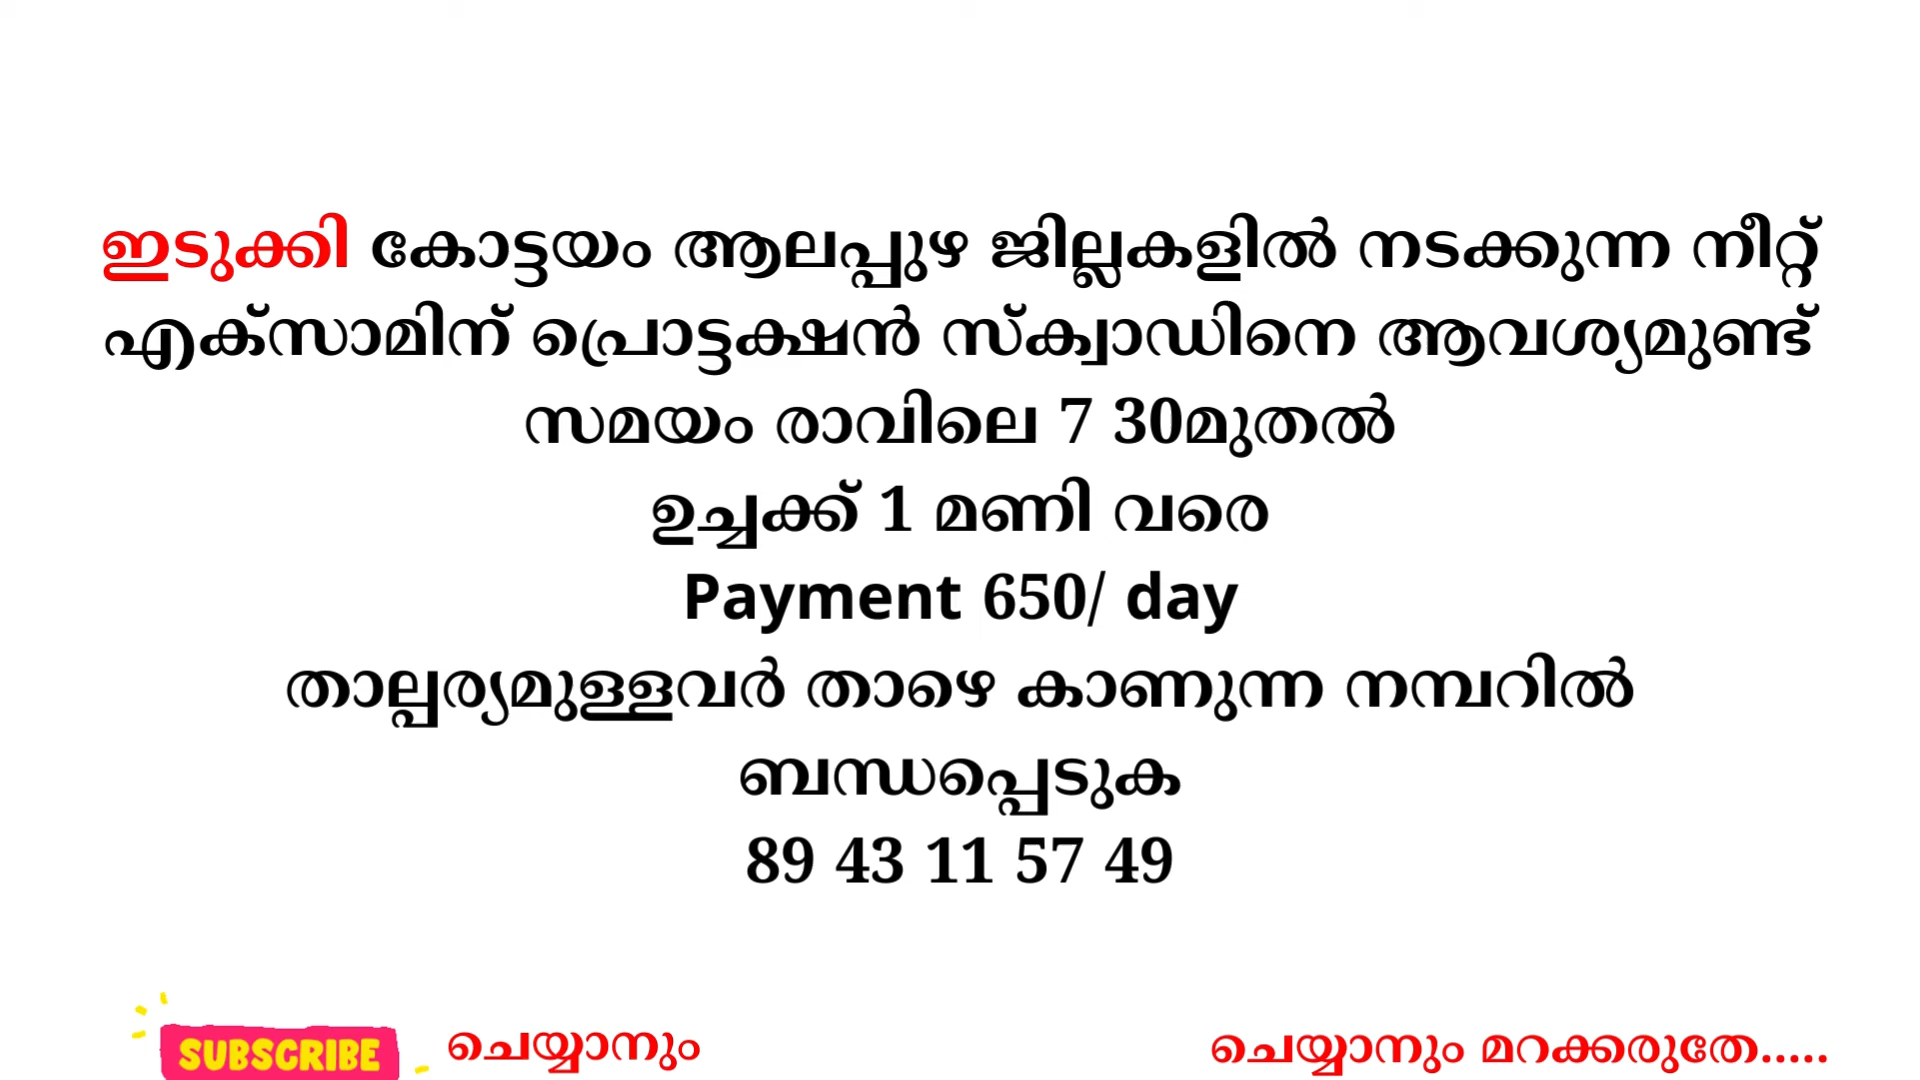 ഇടുക്കി കോട്ടയം ആലപ്പുഴ ജില്ലകളിൽ നടക്കുന്ന നീറ്റ്
എക്സാമിന് പ്രൊട്ടക്ഷൻ സ്ക്വാഡിനെ ആവശ്യമുണ്ട്
സമയം രാവിലെ 7 30മുതൽ
ഉച്ചക്ക് 1 മണി വരെ
Payment 650/ day
താല്പര്യമുള്ളവർ താഴെ കാണുന്ന നമ്പറിൽ
ബന്ധപ്പെടുക
89 43 11 57 49
SUBSCRIBE ചെയ്യാനും ചെയ്യാനും മറക്കരുതേ.....